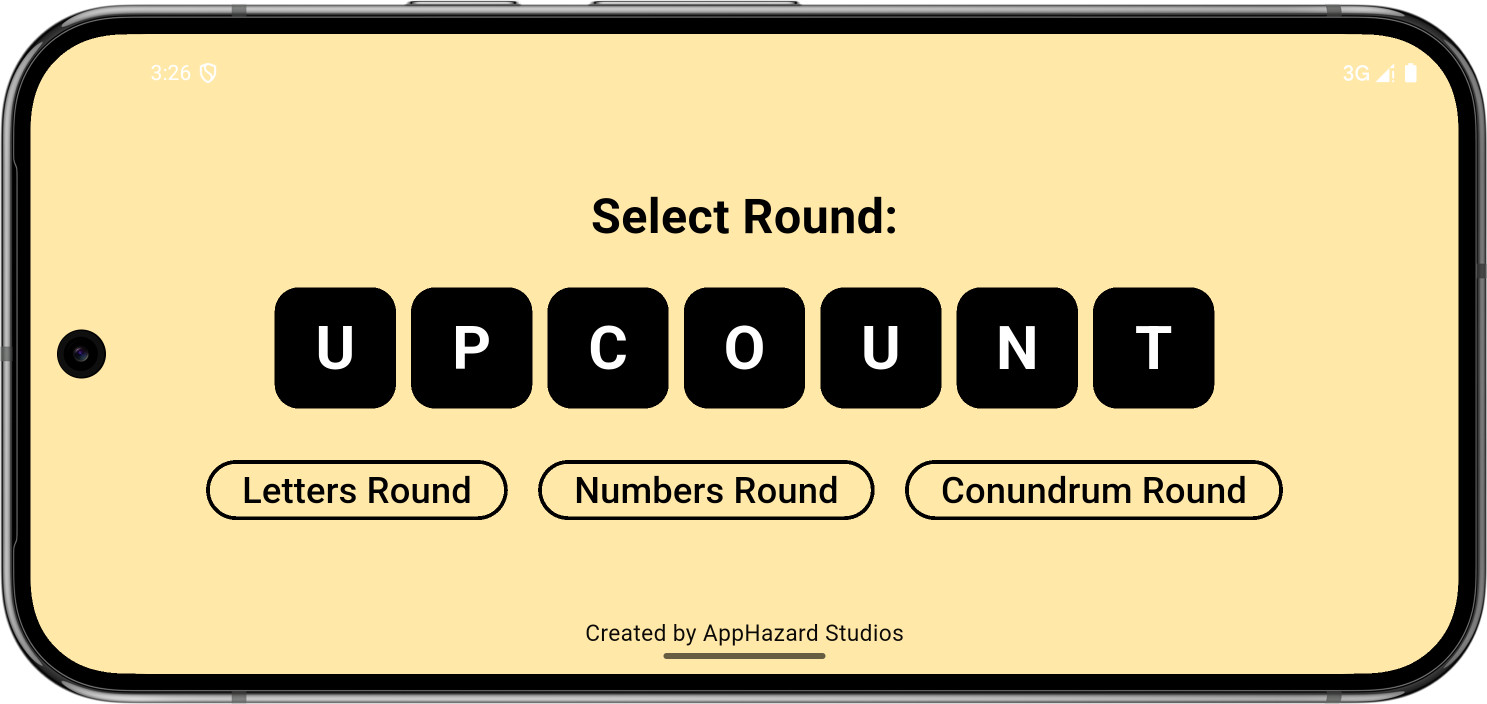 3:26 3G
Select Round:
U P C O U N T
Letters Round Numbers Round Conundrum Round
Created by AppHazard Studios